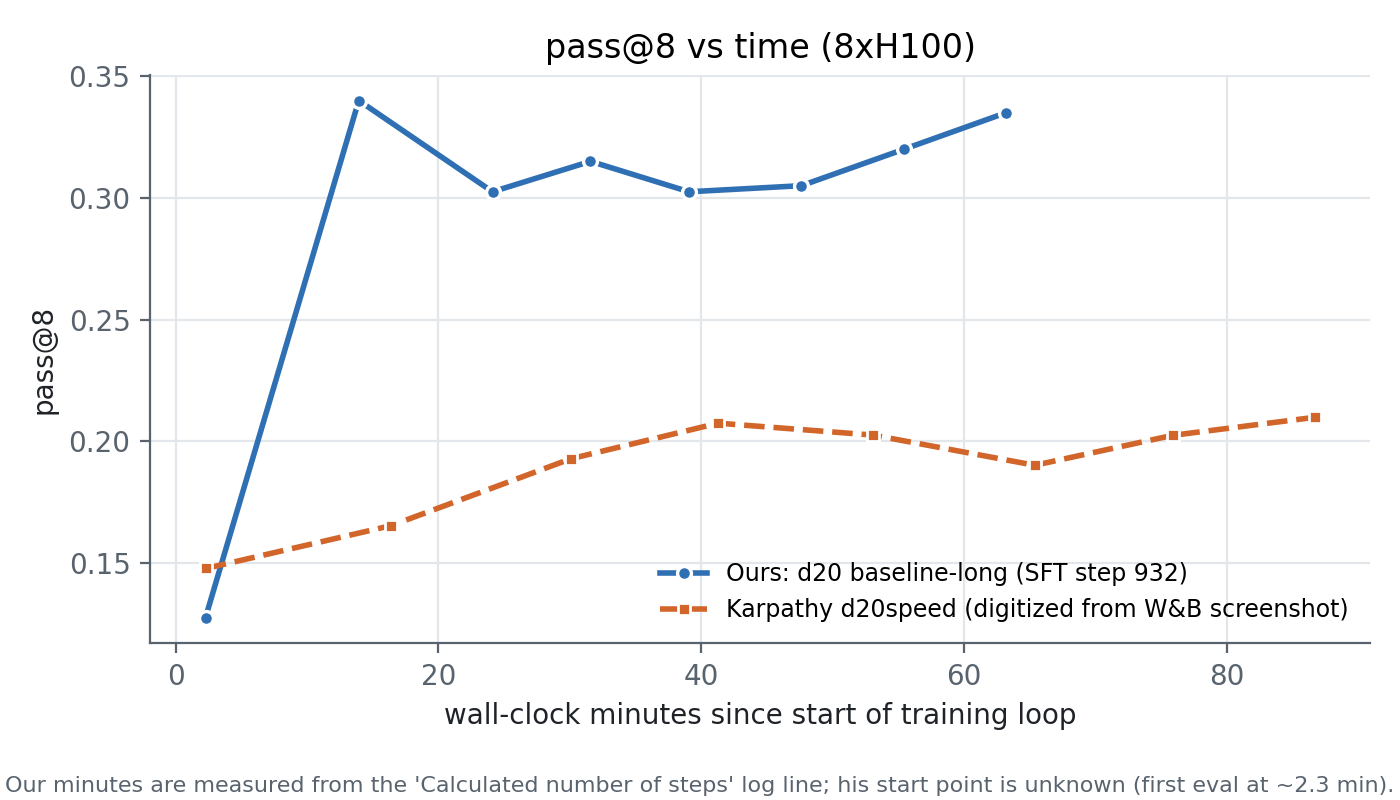 pass@8 vs time (8xH100)
0.35
0.30
0.25
0.20
0.15
pass@8
Ours: d20 baseline-long (SFT step 932)
Karpathy d20speed (digitized from W&B screenshot)
0 20 40 60 80
wall-clock minutes since start of training loop
Our minutes are measured from the 'Calculated number of steps' log line; his start point is unknown (first eval at ~2.3 min).